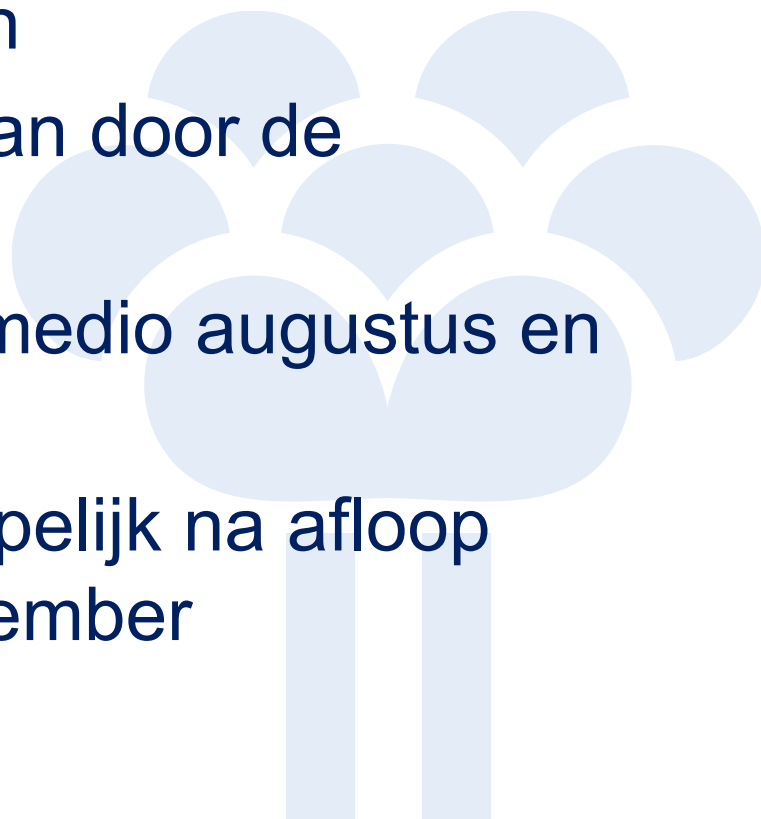 n
an door de
medio augustus en
pelijk na afloop
ember